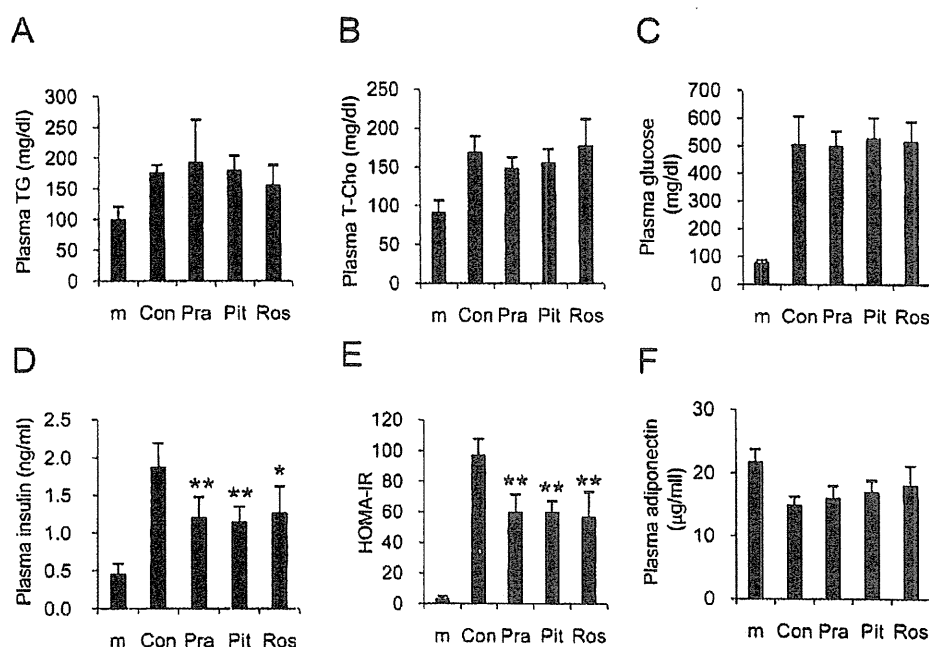 A
Plasma TG (mg/dl)
300
250
200
150
100
50
0
m Con Pra Pit Ros
B
Plasma T-Cho (mg/dl)
250
200
150
100
50
0
m Con Pra Pit Ros
C
Plasma glucose
(mg/dl)
700
600
500
400
300
200
100
0
m Con Pra Pit Ros
D
Plasma insulin (ng/ml)
2.5
2.0
1.5
1.0
0.5
0.0
** ** *
m Con Pra Pit Ros
E
HOMA-IR
120
100
80
60
40
20
0
** ** **
m Con Pra Pit Ros
F
Plasma adiponectin
(μg/ml)
30
20
10
0
m Con Pra Pit Ros